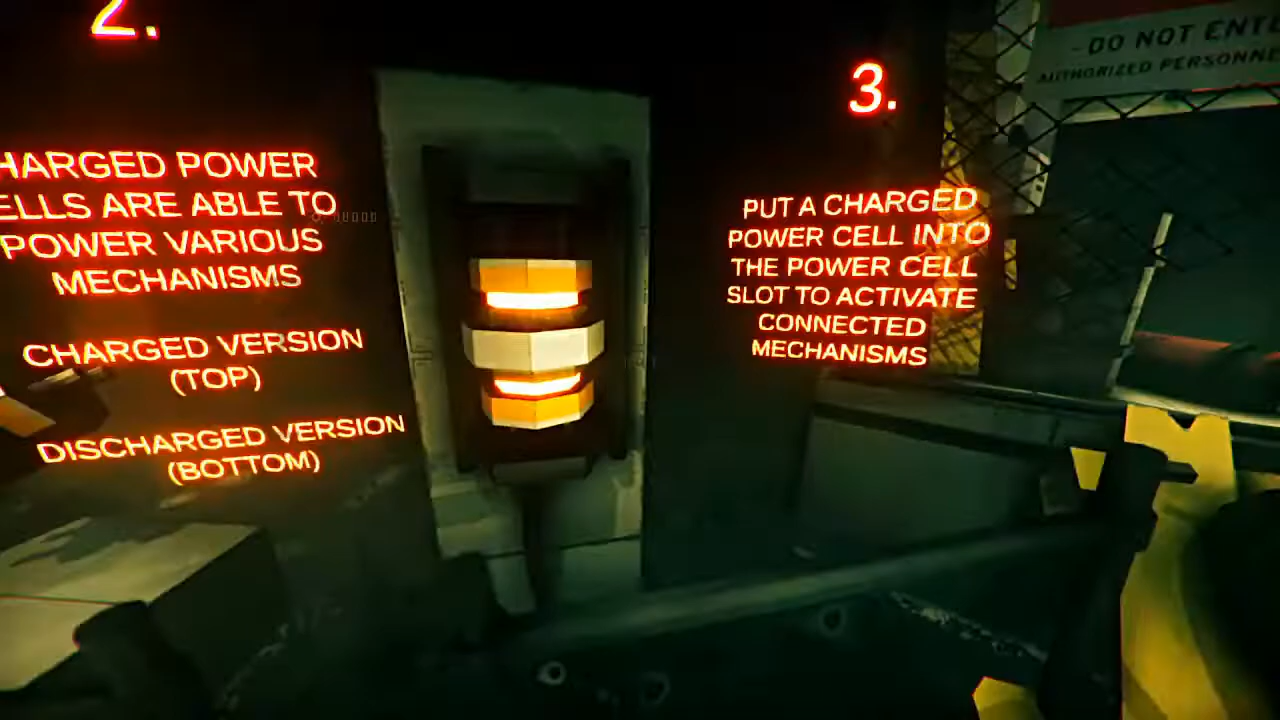 2.
HARGED POWER
ELLS ARE ABLE TO
POWER VARIOUS
MECHANISMS
CHARGED VERSION
(TOP)
DISCHARGED VERSION
(BOTTOM)
3.
PUT A CHARGED
POWER CELL INTO
THE POWER CELL
SLOT TO ACTIVATE
CONNECTED
MECHANISMS
- DO NOT ENTE
AUTHORIZED PERSONNE